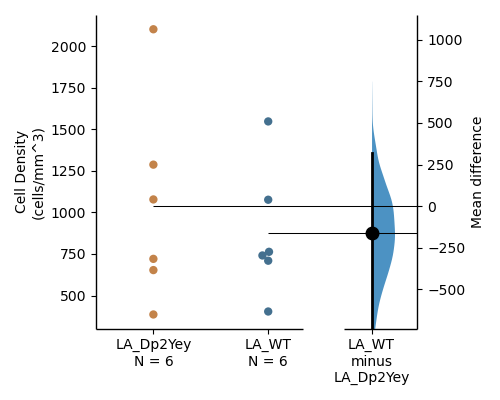 Cell Density
(cells/mm^3)
2000
1750
1500
1250
1000
750
500
1000
750
500
250
0
−250
−500
Mean difference
LA_Dp2Yey
N = 6
LA_WT
N = 6
LA_WT
minus
LA_Dp2Yey